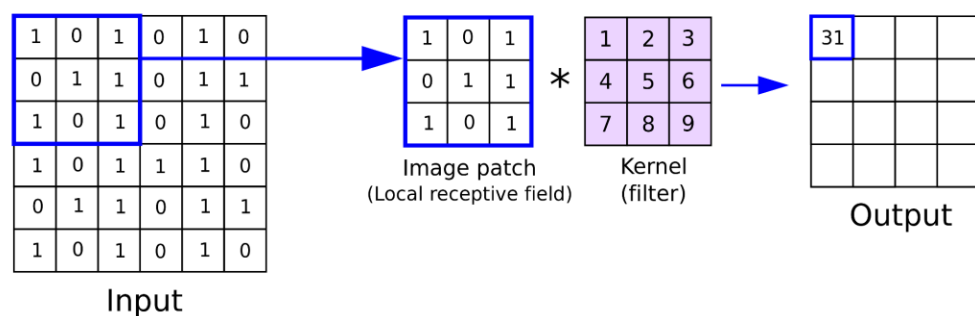 1 0 1 0 1 0
0 1 1 0 1 1
1 0 1 0 1 0
1 0 1 1 1 0
0 1 1 0 1 1
1 0 1 0 1 0
Input
1 0 1
0 1 1
1 0 1
Image patch
(Local receptive field)
*
1 2 3
4 5 6
7 8 9
Kernel
(filter)
31
Output